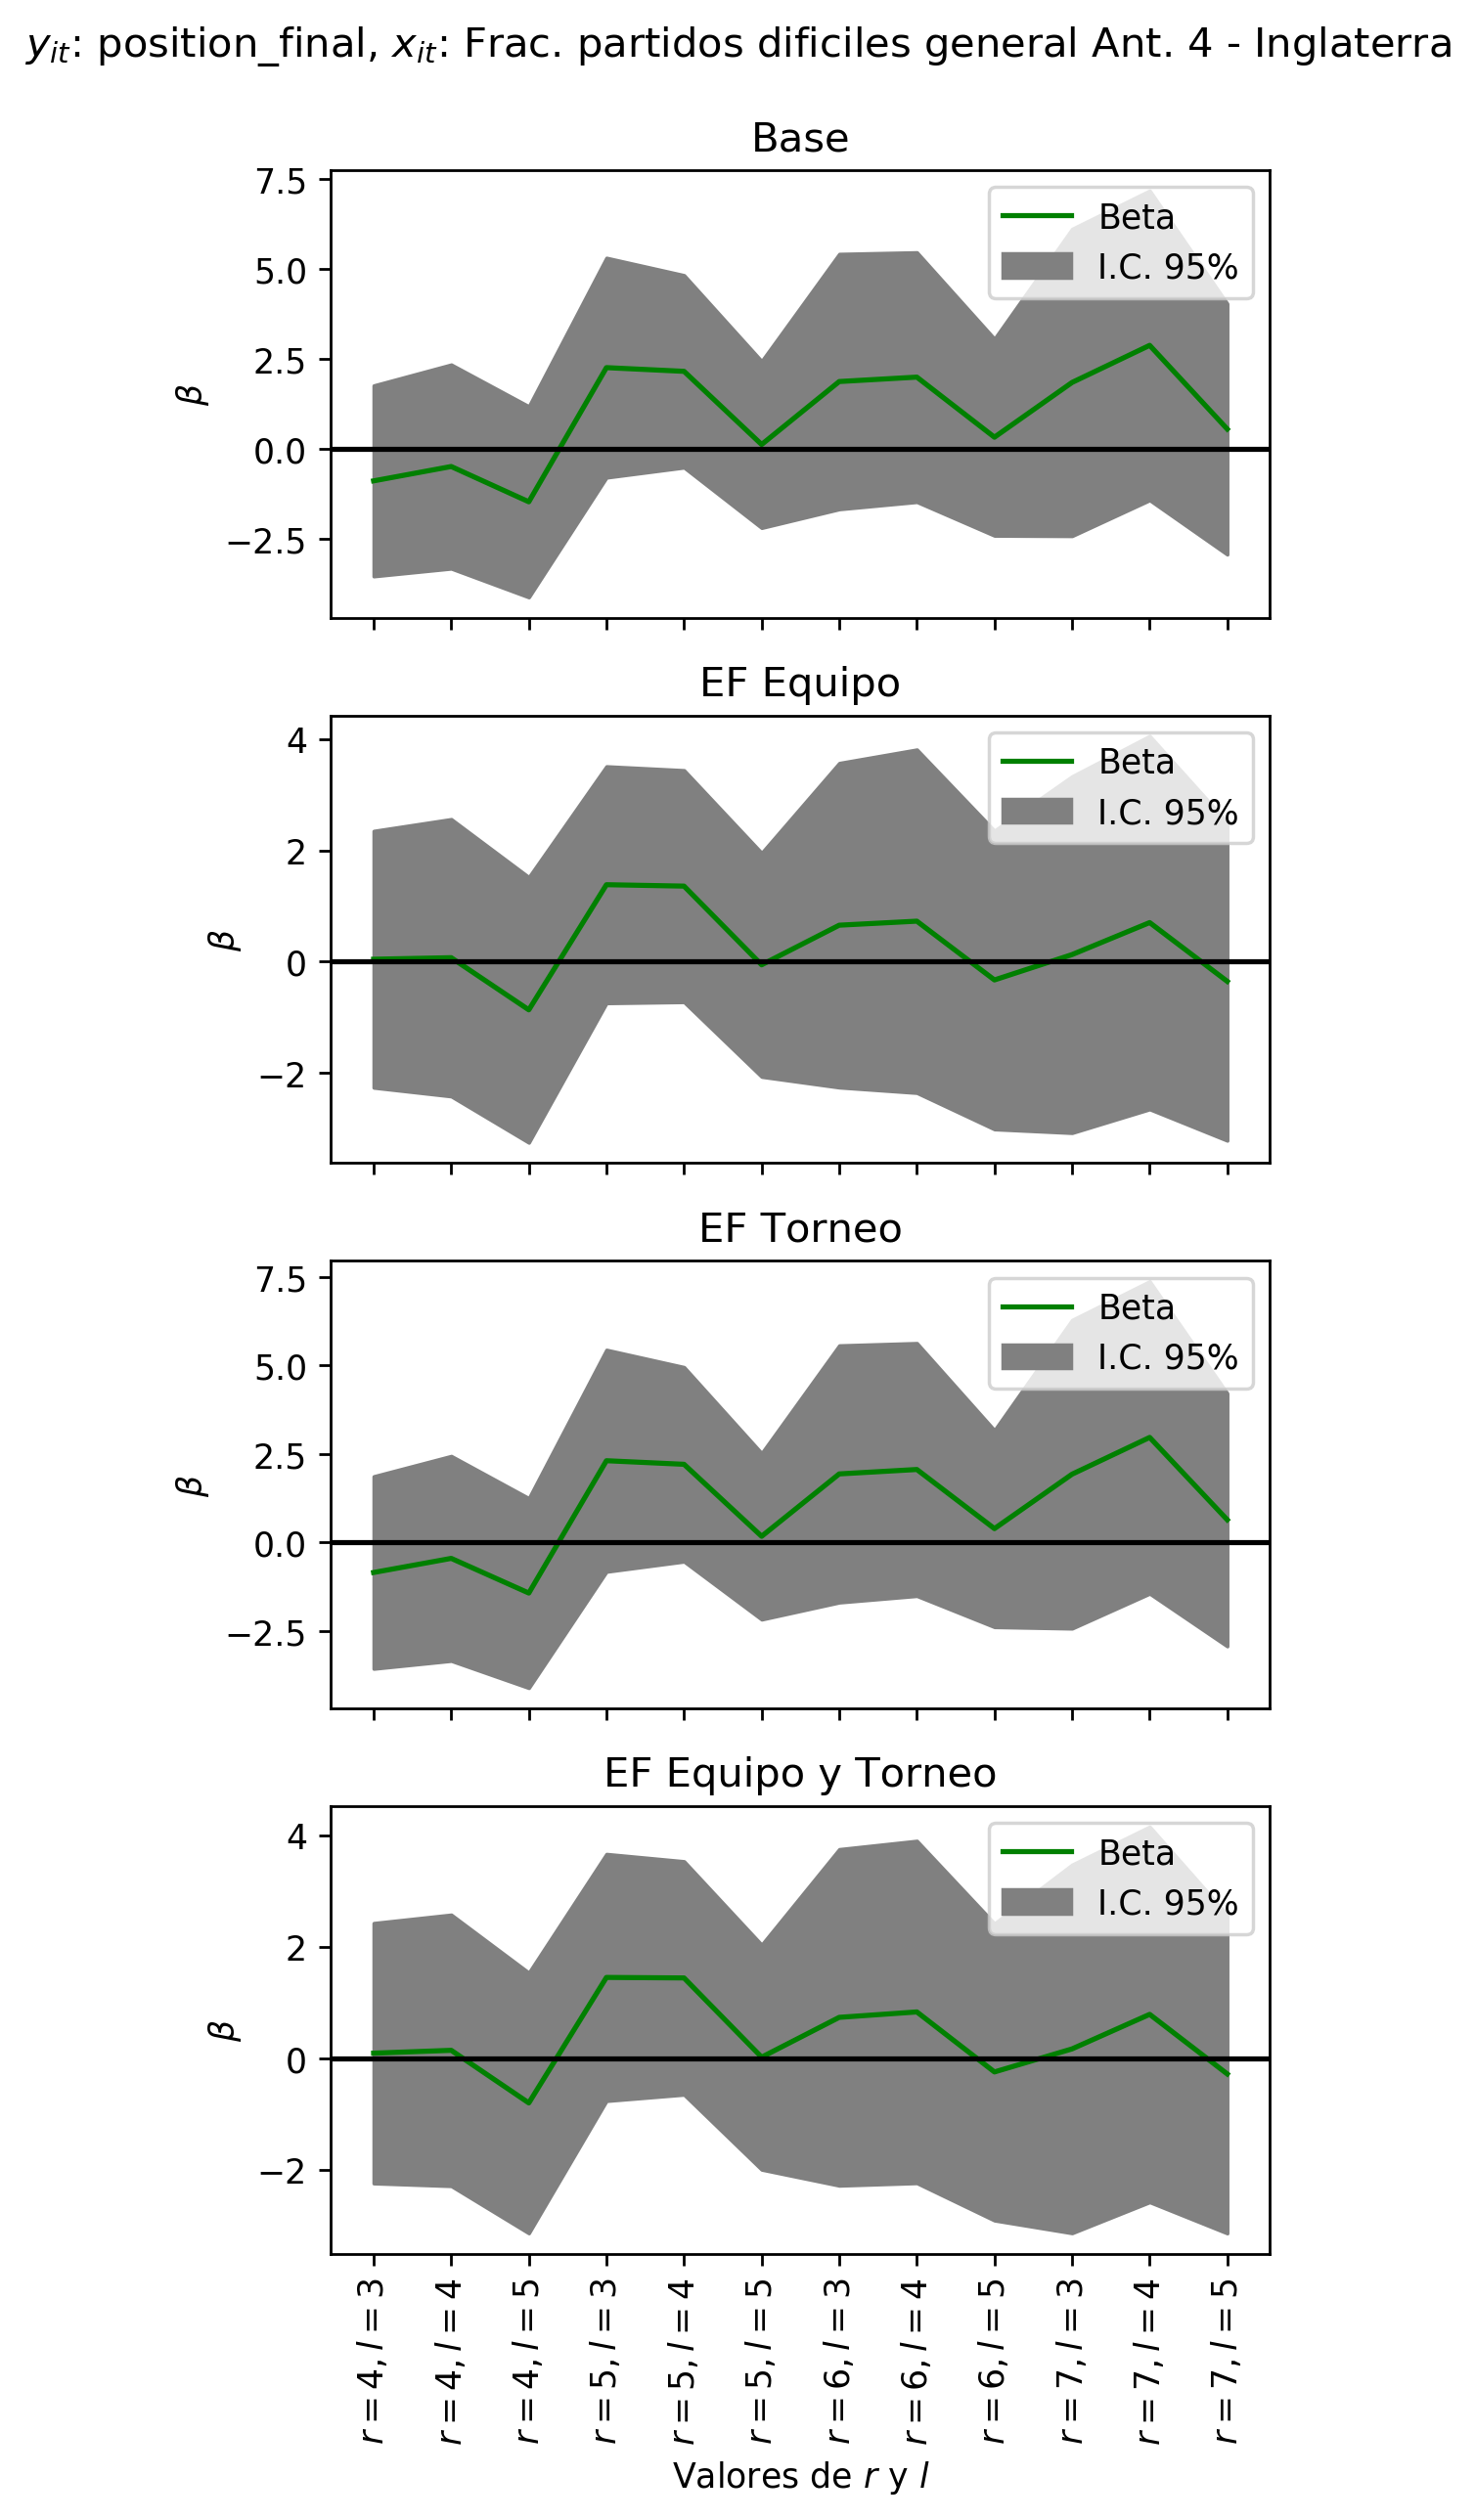 y_it: position_final, x_it: Frac. partidos dificiles general Ant. 4 - Inglaterra
Base
7.5
5.0
2.5
0.0
−2.5
β
Beta
I.C. 95%
EF Equipo
4
2
0
−2
β
Beta
I.C. 95%
EF Torneo
7.5
5.0
2.5
0.0
−2.5
β
Beta
I.C. 95%
EF Equipo y Torneo
4
2
0
−2
β
Beta
I.C. 95%
r = 4, l = 3
r = 4, l = 4
r = 4, l = 5
r = 5, l = 3
r = 5, l = 4
r = 5, l = 5
r = 6, l = 3
r = 6, l = 4
r = 6, l = 5
r = 7, l = 3
r = 7, l = 4
r = 7, l = 5
Valores de r y l